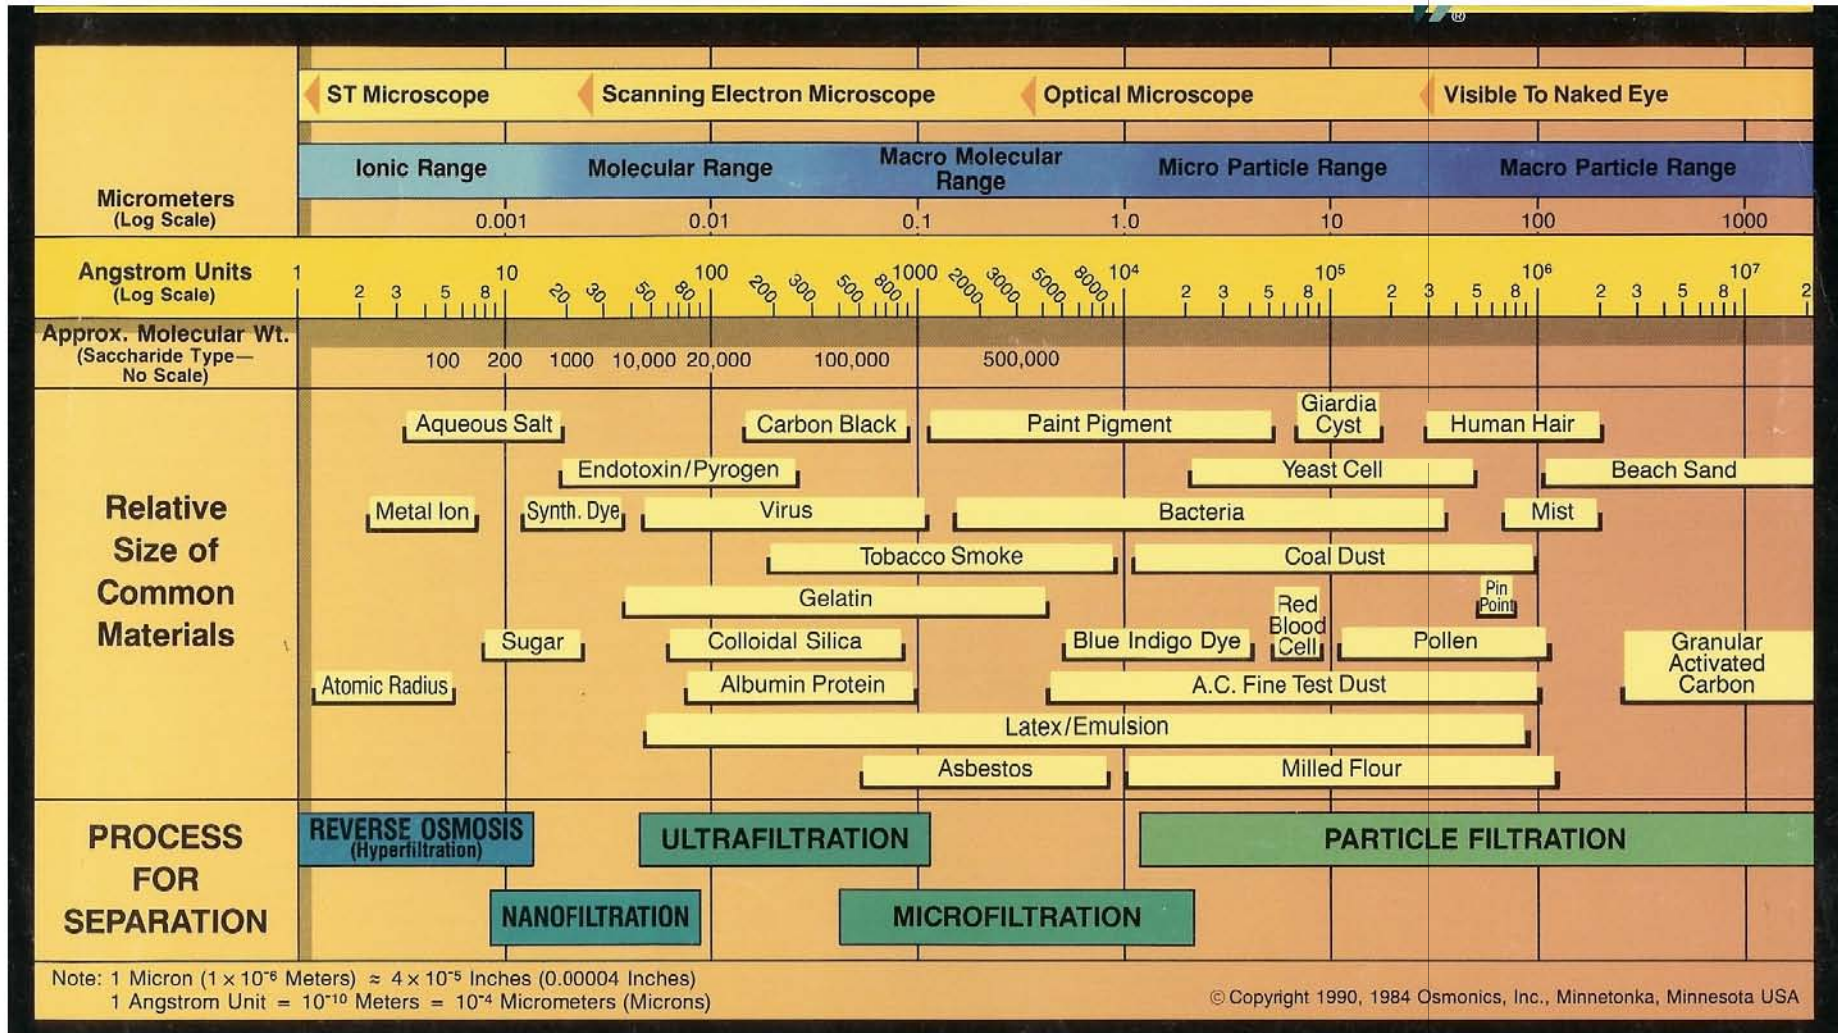 ®
ST Microscope Scanning Electron Microscope Optical Microscope Visible To Naked Eye
Ionic Range Molecular Range Macro Molecular Range Micro Particle Range Macro Particle Range
Micrometers
(Log Scale) 0.001 0.01 0.1 1.0 10 100 1000
Angstrom Units 1 10 100 1000 10⁴ 10⁵ 10⁶ 10⁷
(Log Scale) 2 3 5 8 20 30 50 80 200 300 500 800 2000 3000 5000 8000 2 3 5 8 2 3 5 8 2 3 5 8 2
Approx. Molecular Wt.
(Saccharide Type—
No Scale)
100 200 1000 10,000 20,000 100,000 500,000
Relative
Size of
Common
Materials
Aqueous Salt Carbon Black Paint Pigment Giardia Cyst Human Hair
Endotoxin/Pyrogen Yeast Cell Beach Sand
Metal Ion Synth. Dye Virus Bacteria Mist
Tobacco Smoke Coal Dust
Gelatin Pin Point
Sugar Colloidal Silica Blue Indigo Dye Red Blood Cell Pollen Granular Activated Carbon
Atomic Radius Albumin Protein A.C. Fine Test Dust
Latex/Emulsion
Asbestos Milled Flour
PROCESS
FOR
SEPARATION
REVERSE OSMOSIS
(Hyperfiltration)
ULTRAFILTRATION PARTICLE FILTRATION
NANOFILTRATION MICROFILTRATION
Note: 1 Micron (1 × 10⁻⁶ Meters) ≈ 4 × 10⁻⁵ Inches (0.00004 Inches)
1 Angstrom Unit = 10⁻¹⁰ Meters = 10⁻⁴ Micrometers (Microns)
© Copyright 1990, 1984 Osmonics, Inc., Minnetonka, Minnesota USA